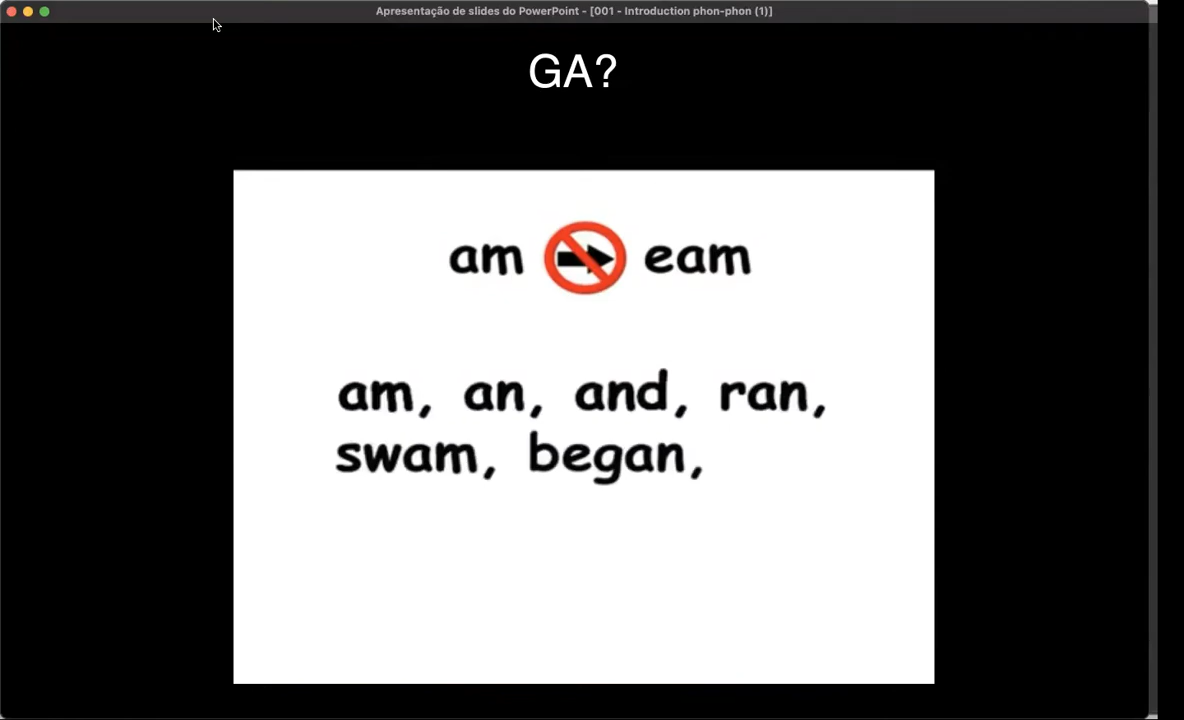 Apresentação de slides do PowerPoint - [001 - Introduction phon-phon (1)]
GA?
am eam
am, an, and, ran,
swam, began,